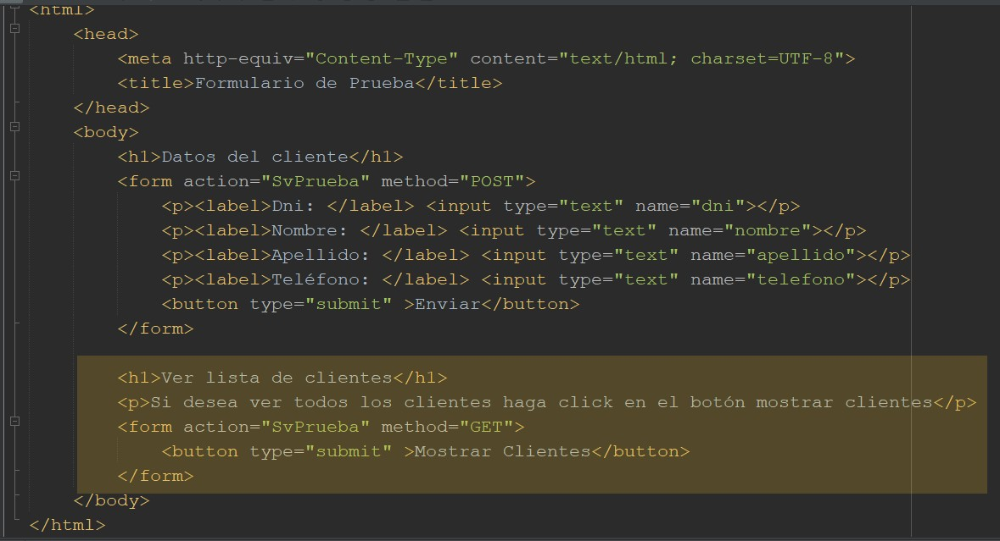 <html>
<head>
<meta http-equiv="Content-Type" content="text/html; charset=UTF-8">
<title>Formulario de Prueba</title>
</head>
<body>
<h1>Datos del cliente</h1>
<form action="SvPrueba" method="POST">
<p><label>Dni: </label> <input type="text" name="dni"></p>
<p><label>Nombre: </label> <input type="text" name="nombre"></p>
<p><label>Apellido: </label> <input type="text" name="apellido"></p>
<p><label>Teléfono: </label> <input type="text" name="telefono"></p>
<button type="submit" >Enviar</button>
</form>
<h1>Ver lista de clientes</h1>
<p>Si desea ver todos los clientes haga click en el botón mostrar clientes</p>
<form action="SvPrueba" method="GET">
<button type="submit" >Mostrar Clientes</button>
</form>
</body>
</html>